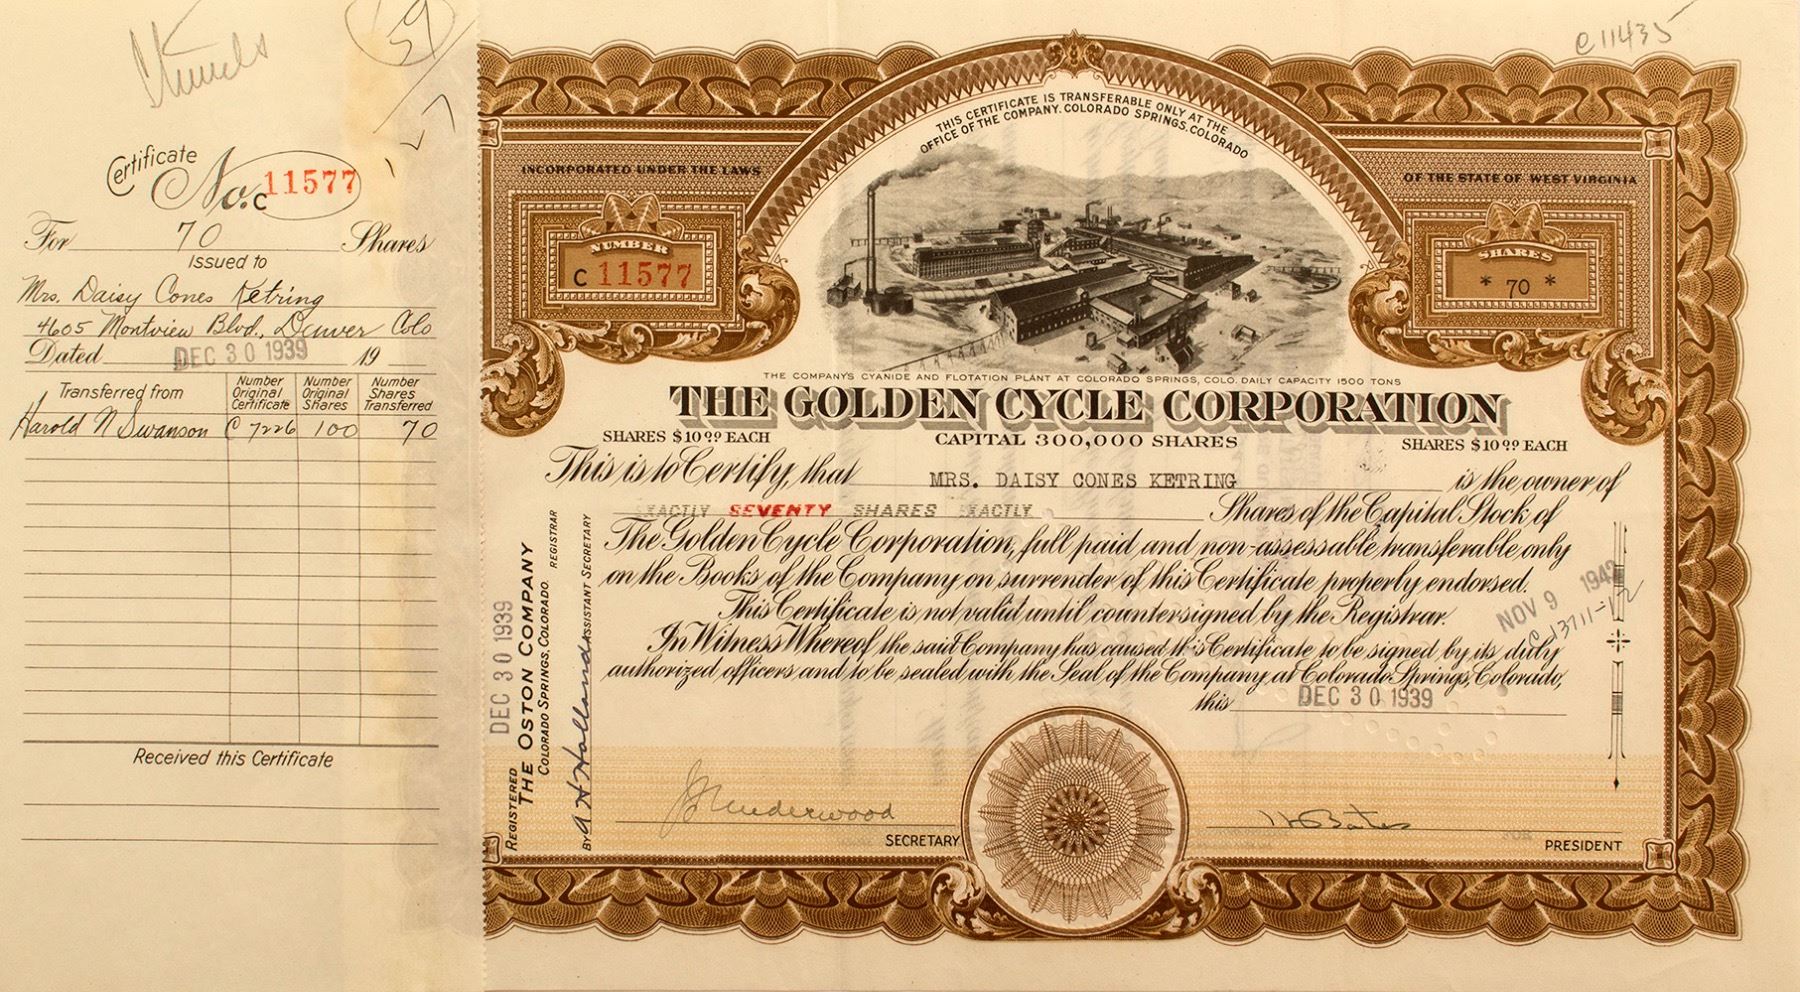 59
27
Certificate
No. C 11577
For 70 Shares
Issued to
Mrs. Daisy Cones Ketring
4605 Montview Blvd., Denver Colo
Dated DEC 30 1939 19
Transferred from Number Original Certificate Number Original Shares Number Shares Transferred
Harold N Swanson C 7226 100 70
Received this Certificate
C11435
THIS CERTIFICATE IS TRANSFERABLE ONLY AT THE
OFFICE OF THE COMPANY. COLORADO SPRINGS. COLORADO
INCORPORATED UNDER THE LAWS OF THE STATE OF WEST VIRGINIA
NUMBER
C 11577
SHARES
* 70 *
THE COMPANY'S CYANIDE AND FLOTATION PLANT AT COLORADO SPRINGS, COLO. DAILY CAPACITY 1500 TONS
THE GOLDEN CYCLE CORPORATION
SHARES $10.00 EACH CAPITAL 300,000 SHARES SHARES $10.00 EACH
This is to Certify, that MRS. DAISY CONES KETRING is the owner of
EXACTLY SEVENTY SHARES EXACTLY Shares of the Capital Stock of
The Golden Cycle Corporation, full paid and non-assessable transferable only
on the Books of the Company on surrender of this Certificate properly endorsed.
This Certificate is not valid until countersigned by the Registrar.
In Witness Whereof, the said Company has caused this Certificate to be signed by its duly
authorized officers and to be sealed with the Seal of the Company at Colorado Springs, Colorado,
this DEC 30 1939
NOV 9 1942
C 13711-12
DEC 30 1939
REGISTERED
THE OSTON COMPANY
COLORADO SPRINGS, COLORADO. REGISTRAR
BY A H Holland ASSISTANT SECRETARY
J G Underwood
SECRETARY
H G Bates
PRESIDENT